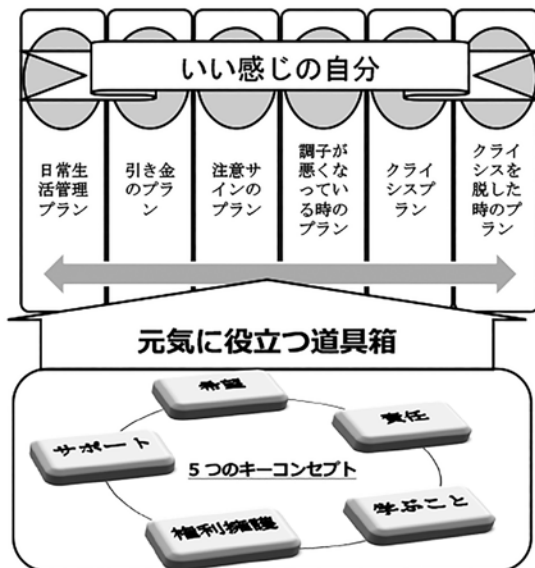 いい感じの自分
日常生
活管理
プラン
引き金
のプラ
ン
注意サ
インの
プラン
調子が
悪くな
ってい
る時の
プラン
クライ
シスプ
ラン
クライ
シスを
脱した
時のプ
ラン
元気に役立つ道具箱
希望
責任
サポート
5つのキーコンセプト
学ぶこと
権利擁護